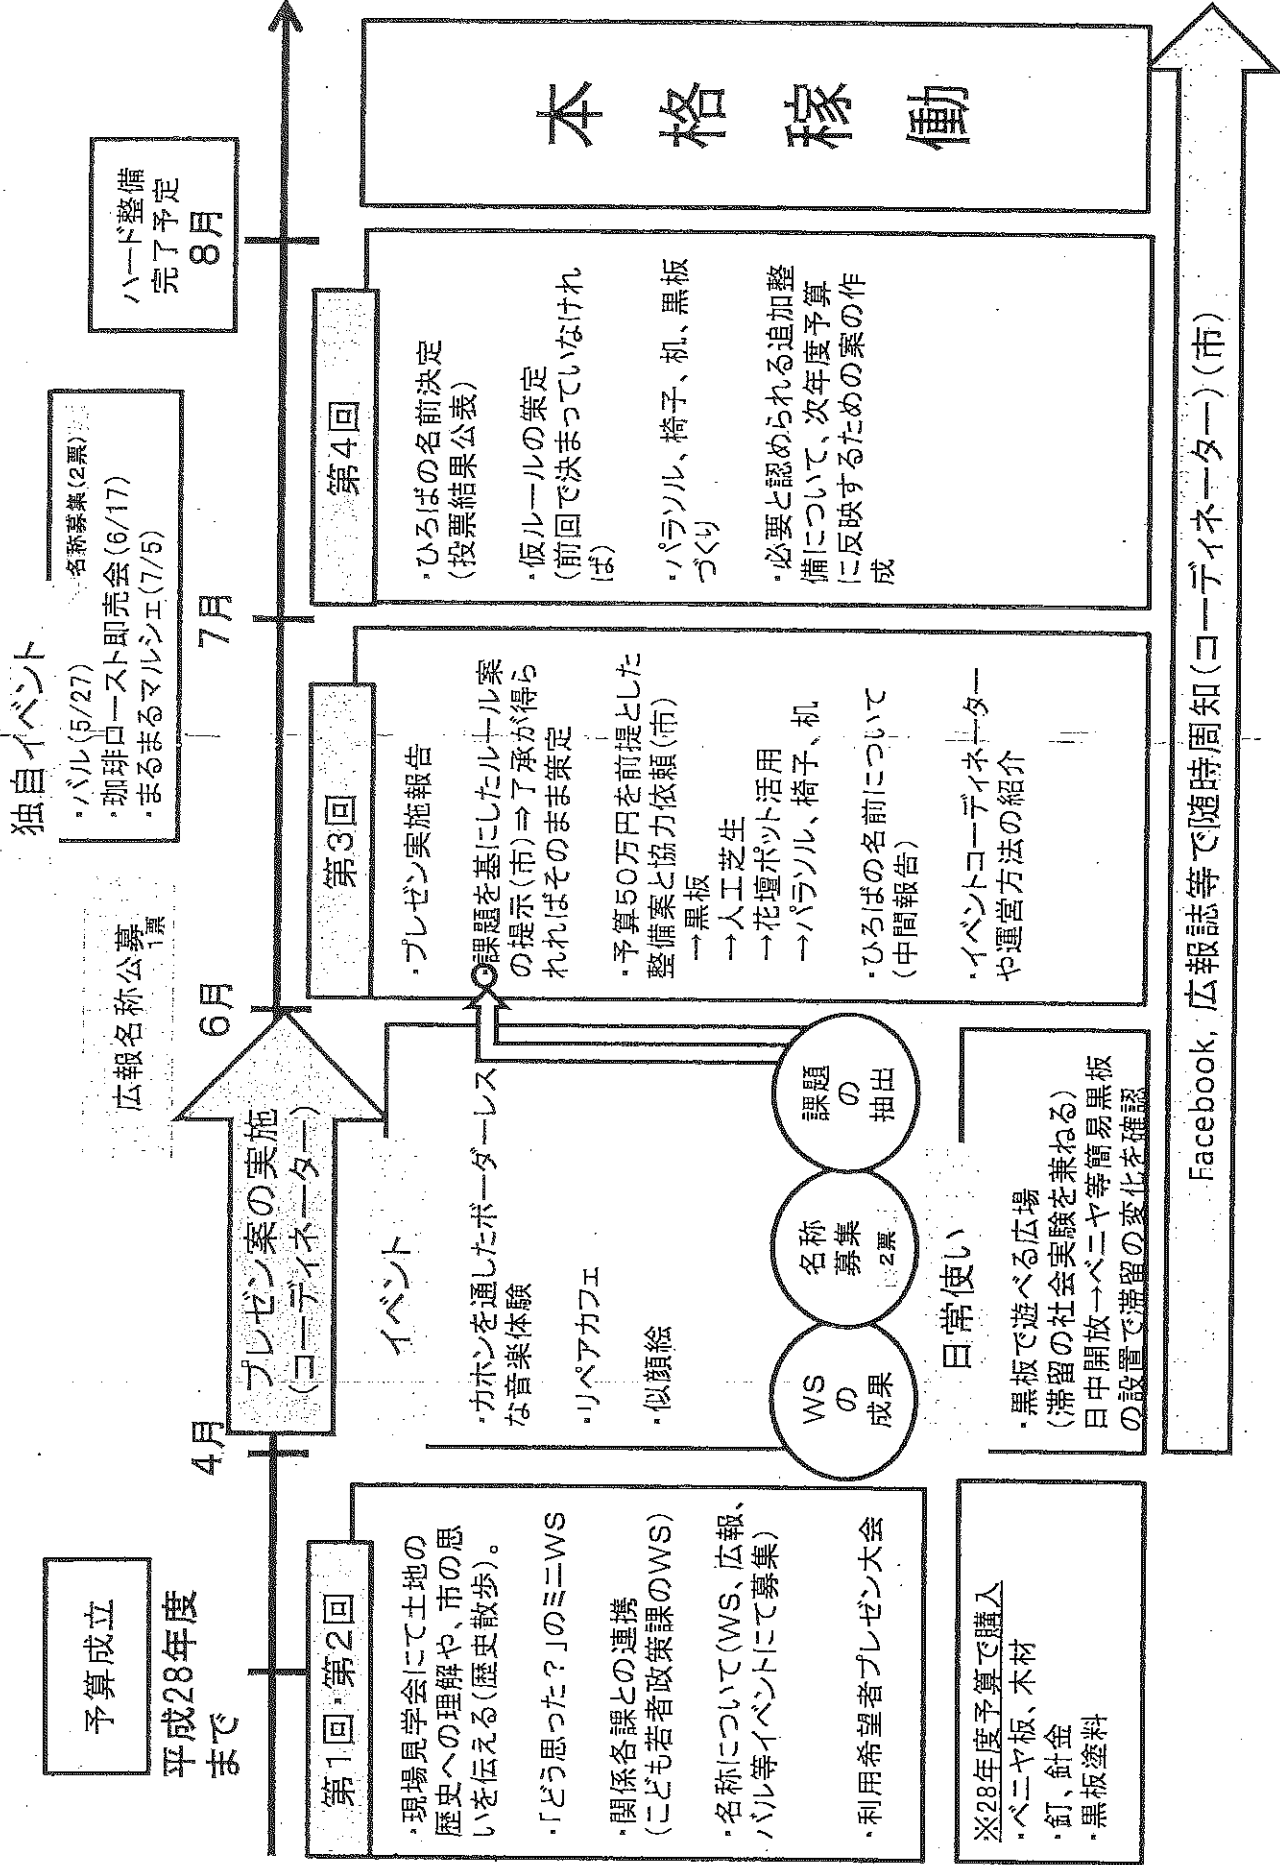 予算成立
平成28年度
まで
第1回・第2回
・現場見学会にて土地の
歴史への理解や、市の思
いを伝える(歴史散歩)。
・「どう思った?」のミニWS
・関係各課との連携
(こども若者政策課のWS)
・名称について(WS、広報、
バル等イベントにて募集)
・利用希望者プレゼン大会
※28年度予算で購入
・ベニヤ板、木材
・釘、針金
・黒板塗料
4月
プレゼン案の実施
(コーディネーター)
イベント
・カホンを通したボーダーレス
な音楽体験
・リペアカフェ
・似顔絵
WS
の
成果
名称
募集
2票
課題
の
抽出
日常使い
・黒板で遊べる広場
(滞留の社会実験を兼ねる)
日中開放→ベニヤ等簡易黒板
の設置で滞留の変化を確認
広報名称公募
1票
6月
独自イベント
・バル(5/27) 名称募集(2票)
・珈琲ロースト即売会(6/17)
・まるまるマルシェ(7/5)
第3回
・プレゼン実施報告
・課題を基にしたルール案
の提示(市)⇒了承が得ら
れればそのまま策定
・予算50万円を前提とした
整備案と協力依頼(市)
→黒板
→人工芝生
→花壇ポット活用
→パラソル、椅子、机
・ひろばの名前について
(中間報告)
・イベントコーディネーター
や運営方法の紹介
7月
第4回
・ひろばの名前決定
(投票結果公表)
・仮ルールの策定
(前回で決まっていなけれ
ば)
・パラソル、椅子、机、黒板
づくり
・必要と認められる追加整
備について、次年度予算
に反映するための案の作
成
ハード整備
完了予定
8月
本格稼働
Facebook, 広報誌等で随時周知(コーディネーター)(市)